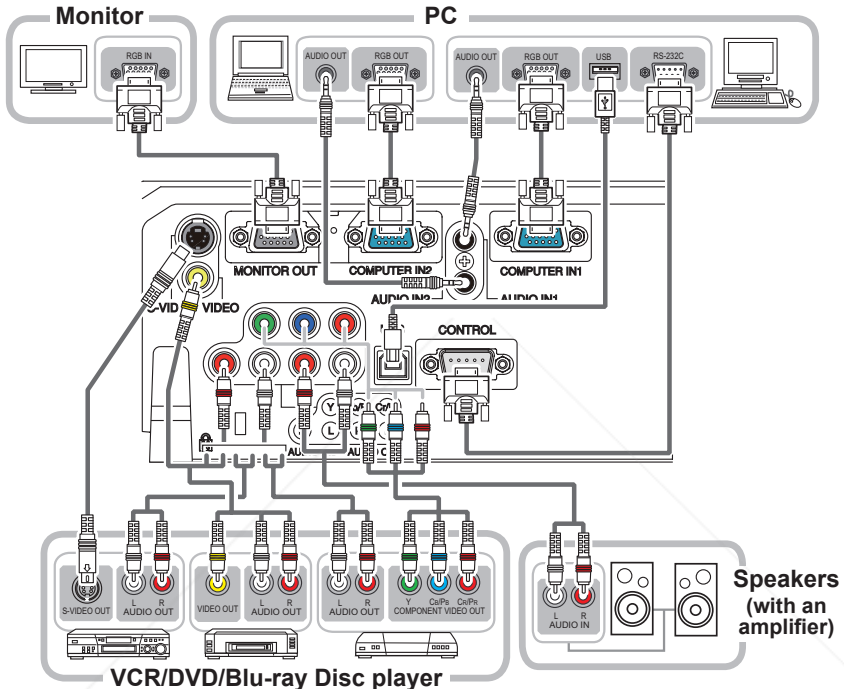 Monitor
PC
RGB IN
AUDIO OUT
RGB OUT
AUDIO OUT
RGB OUT
USB
RS-232C
MONITOR OUT
COMPUTER IN2
COMPUTER IN1
VIDEO
AUDIO IN2
AUDIO IN1
CONTROL
Y
L
S-VIDEO OUT
L R
AUDIO OUT
VIDEO OUT
L R
AUDIO OUT
L R
AUDIO OUT
Y CB/PB CR/PR
COMPONENT VIDEO OUT
L R
AUDIO IN
Speakers
(with an
amplifier)
VCR/DVD/Blu-ray Disc player